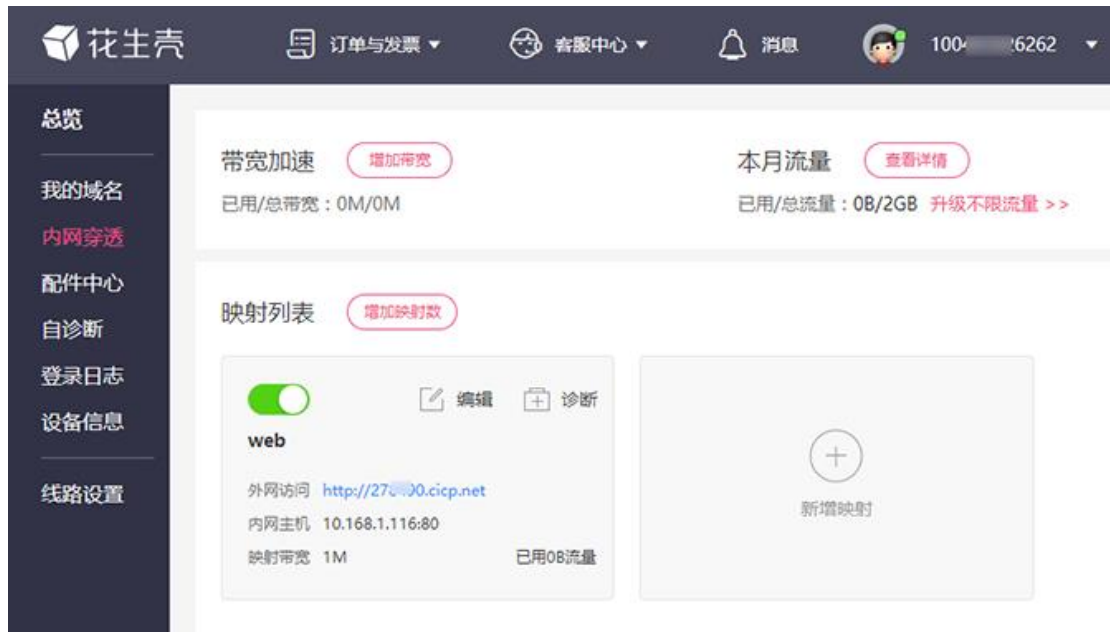 花生壳 订单与发票 客服中心 消息 6262
总览
我的域名
内网穿透
配件中心
自诊断
登录日志
设备信息
线路设置
带宽加速 增加带宽
已用/总带宽：0M/0M
本月流量 查看详情
已用/总流量：0B/2GB 升级不限流量 >>
映射列表 增加映射数
编辑 诊断
web
外网访问 .cicp.net
内网主机 10.168.1.116:80
映射带宽 1M 已用0B流量
新增映射